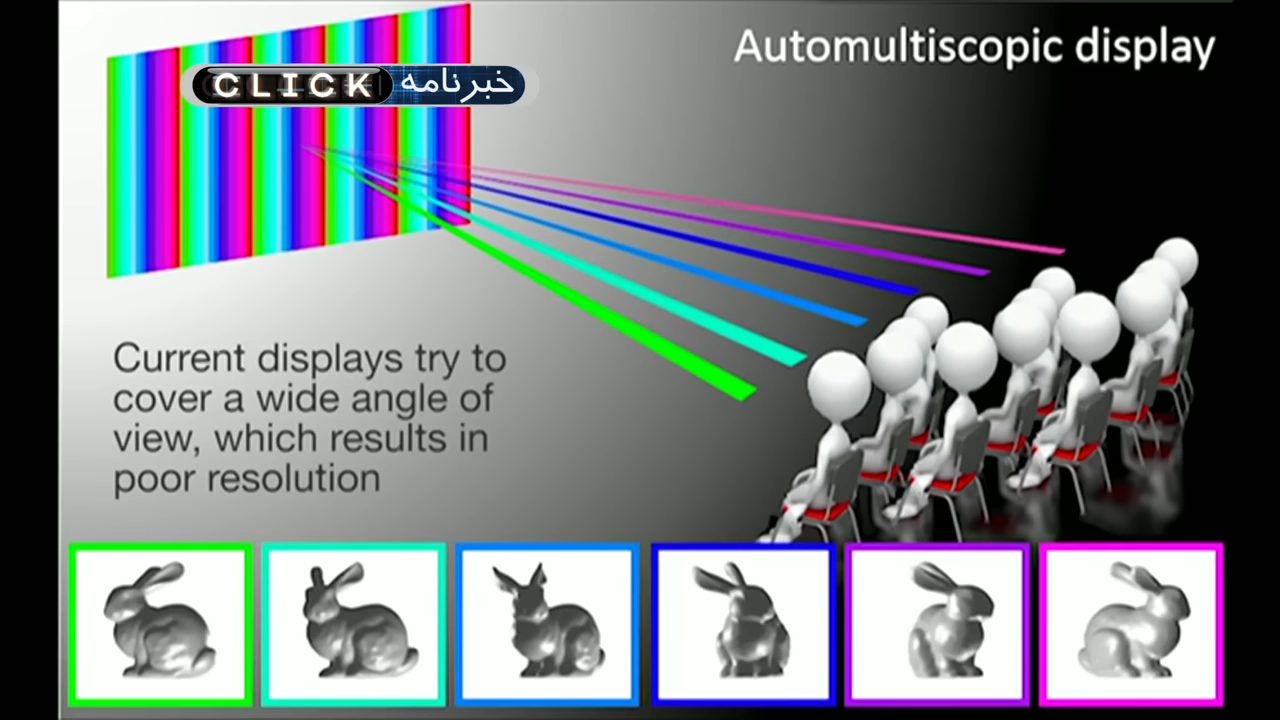 Automultiscopic display
CLICK خبرنامه
Current displays try to
cover a wide angle of
view, which results in
poor resolution